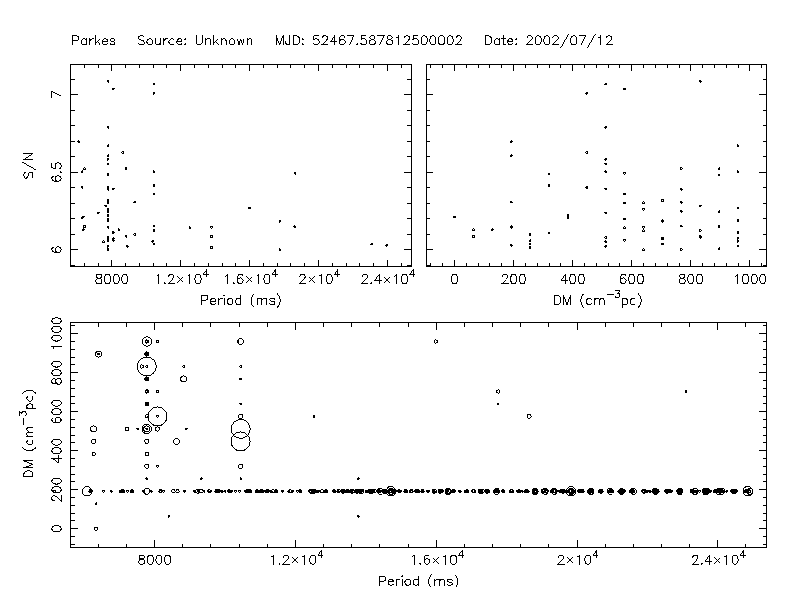 Parkes Source: Unknown MJD: 52467.587812500002 Date: 2002/07/12
S/N
7
6.5
6
8000 1.2×10⁴ 1.6×10⁴ 2×10⁴ 2.4×10⁴
Period (ms)
0 200 400 600 800 1000
DM (cm⁻³pc)
DM (cm⁻³pc)
1000
800
600
400
200
0
8000 1.2×10⁴ 1.6×10⁴ 2×10⁴ 2.4×10⁴
Period (ms)